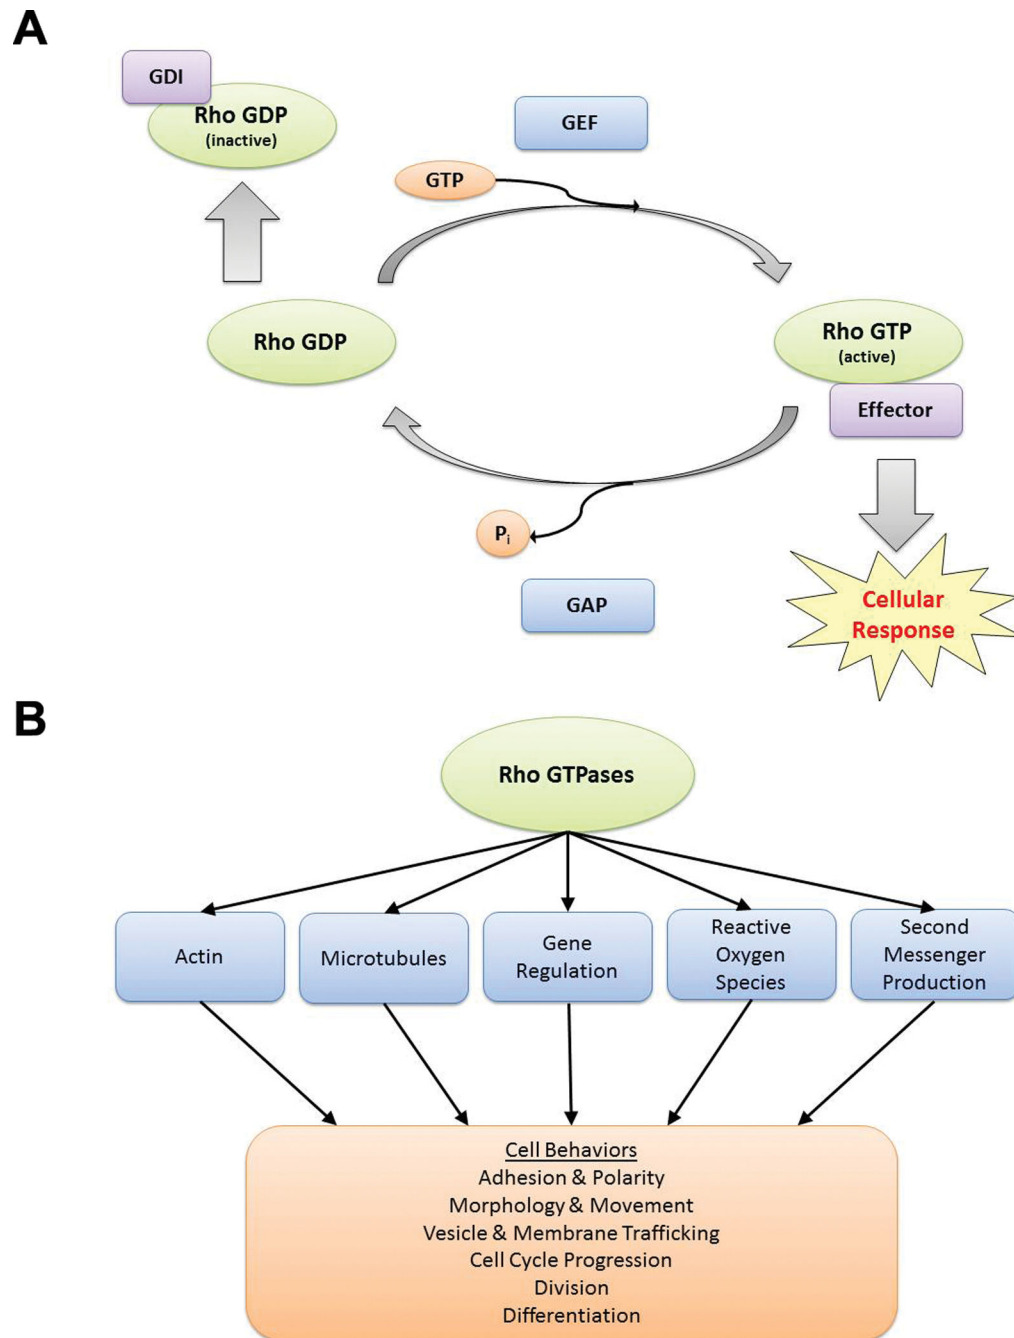 A
GDI
Rho GDP
(inactive)
GEF
GTP
Rho GDP
Rho GTP
(active)
Effector
Pi
GAP
Cellular
Response
B
Rho GTPases
Actin
Microtubules
Gene
Regulation
Reactive
Oxygen
Species
Second
Messenger
Production
Cell Behaviors
Adhesion & Polarity
Morphology & Movement
Vesicle & Membrane Trafficking
Cell Cycle Progression
Division
Differentiation